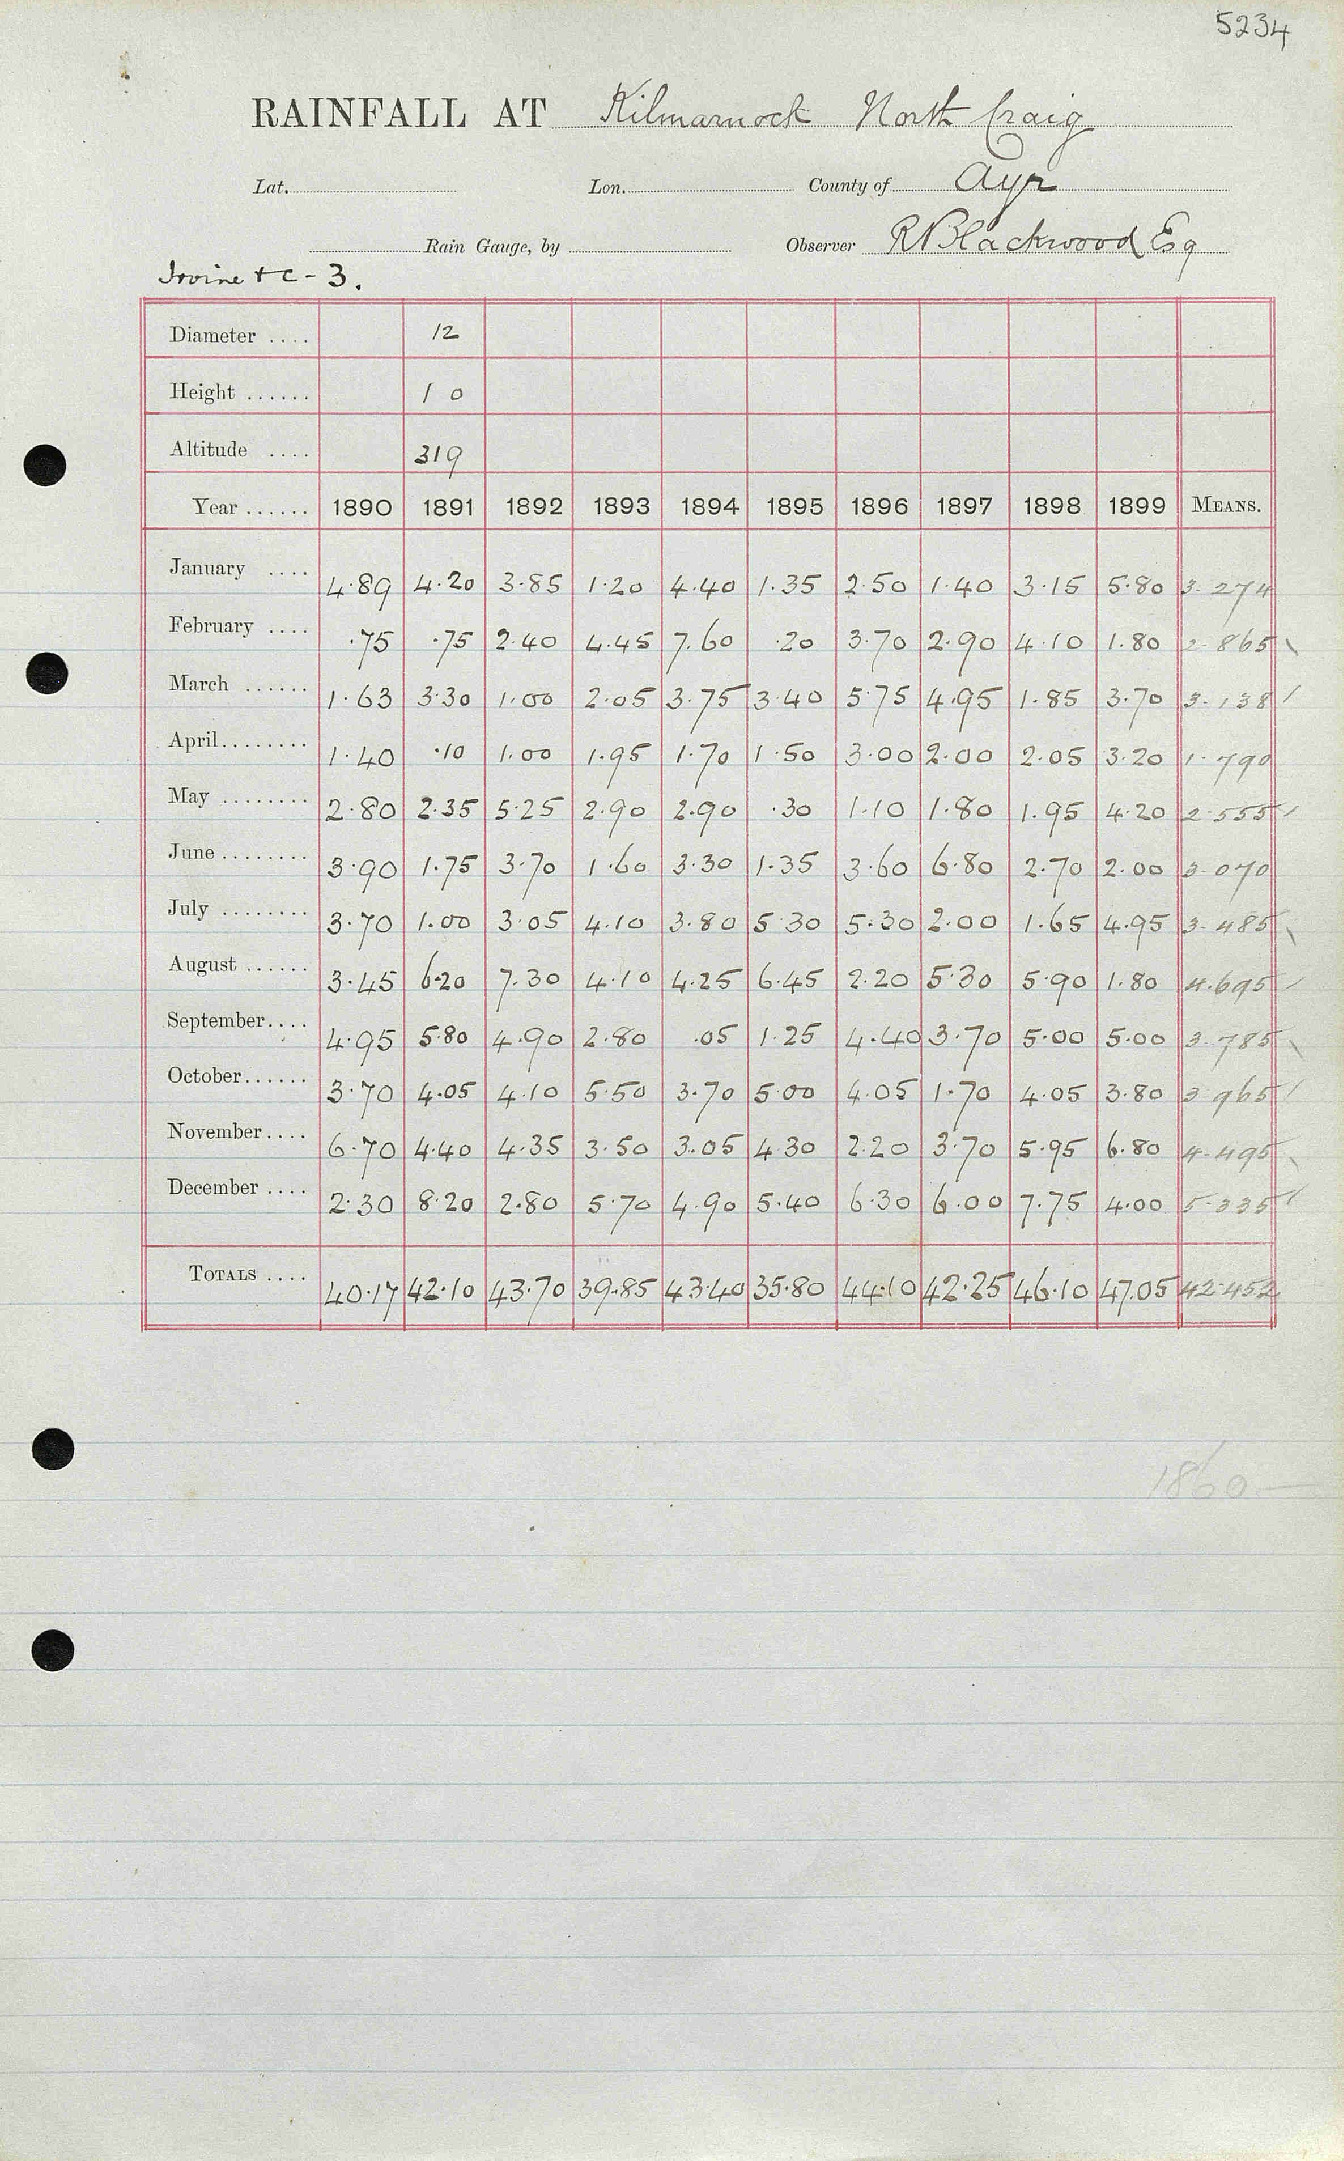 5234
RAINFALL AT Kilmarnock North Craig
Lat. Lon. County of Ayr
Rain Gauge, by Observer R Blackwood Esq
Irvine &c - 3.
Diameter .... 12
Height ...... 1 0
Altitude .... 319
Year ...... 1890 1891 1892 1893 1894 1895 1896 1897 1898 1899 MEANS.
January .... 4.89 4.20 3.85 1.20 4.40 1.35 2.50 1.40 3.15 5.80 3.274
February .... .75 .75 2.40 4.45 7.60 .20 3.70 2.90 4.10 1.80 2.865
March ...... 1.63 3.30 1.00 2.05 3.75 3.40 5.75 4.95 1.85 3.70 3.138
April........ 1.40 .10 1.00 1.95 1.70 1.50 3.00 2.00 2.05 3.20 1.790
May ........ 2.80 2.35 5.25 2.90 2.90 .30 1.10 1.80 1.95 4.20 2.555
June ........ 3.90 1.75 3.70 1.60 3.30 1.35 3.60 6.80 2.70 2.00 3.070
July ........ 3.70 1.00 3.05 4.10 3.80 5.30 5.30 2.00 1.65 4.95 3.485
August ...... 3.45 6.20 7.30 4.10 4.25 6.45 2.20 5.30 5.90 1.80 4.695
September.... 4.95 5.80 4.90 2.80 .05 1.25 4.40 3.70 5.00 5.00 3.785
October...... 3.70 4.05 4.10 5.50 3.70 5.00 4.05 1.70 4.05 3.80 3.965
November.... 6.70 4.40 4.35 3.50 3.05 4.30 2.20 3.70 5.95 6.80 4.495
December .... 2.30 8.20 2.80 5.70 4.90 5.40 6.30 6.00 7.75 4.00 5.335
TOTALS .... 40.17 42.10 43.70 39.85 43.40 35.80 44.10 42.25 46.10 47.05 42.452
1860 —